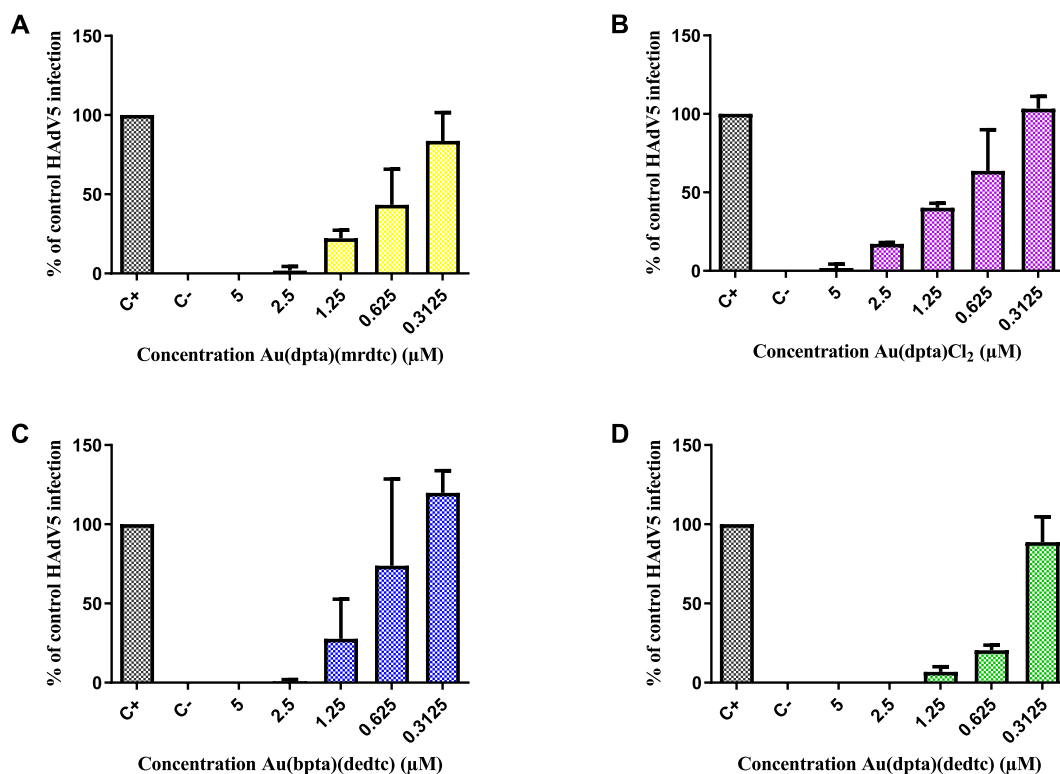 A
% of control HAdV5 infection
150
100
50
0
C+ C- 5 2.5 1.25 0.625 0.3125
Concentration Au(dpta)(mrdtc) (µM)
B
% of control HAdV5 infection
150
100
50
0
C+ C- 5 2.5 1.25 0.625 0.3125
Concentration Au(dpta)Cl₂ (µM)
C
% of control HAdV5 infection
150
100
50
0
C+ C- 5 2.5 1.25 0.625 0.3125
Concentration Au(bpta)(dedtc) (µM)
D
% of control HAdV5 infection
150
100
50
0
C+ C- 5 2.5 1.25 0.625 0.3125
Concentration Au(dpta)(dedtc) (µM)